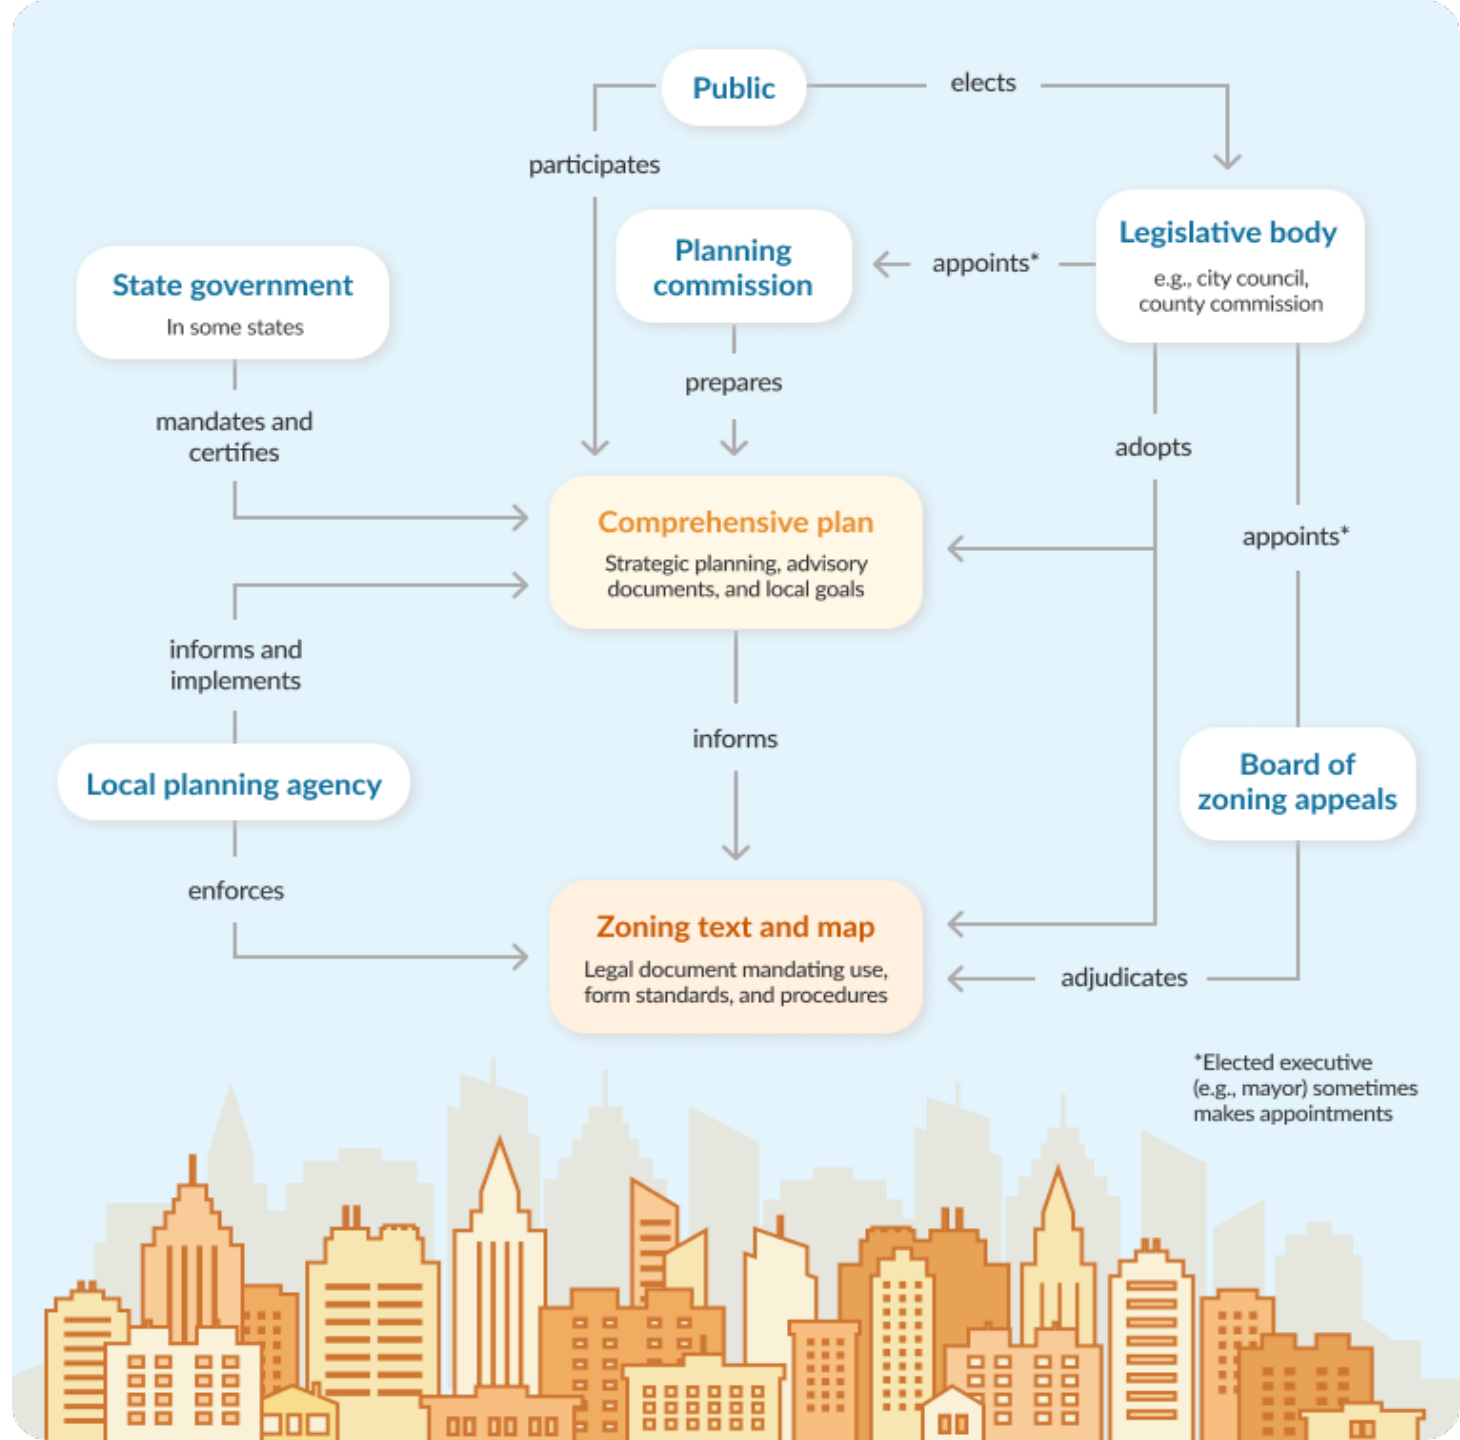 Public
elects
participates
Legislative body
e.g., city council,
county commission
appoints*
Planning
commission
State government
In some states
prepares
mandates and
certifies
adopts
Comprehensive plan
Strategic planning, advisory
documents, and local goals
appoints*
informs and
implements
informs
Local planning agency
Board of
zoning appeals
enforces
Zoning text and map
Legal document mandating use,
form standards, and procedures
adjudicates
*Elected executive
(e.g., mayor) sometimes
makes appointments